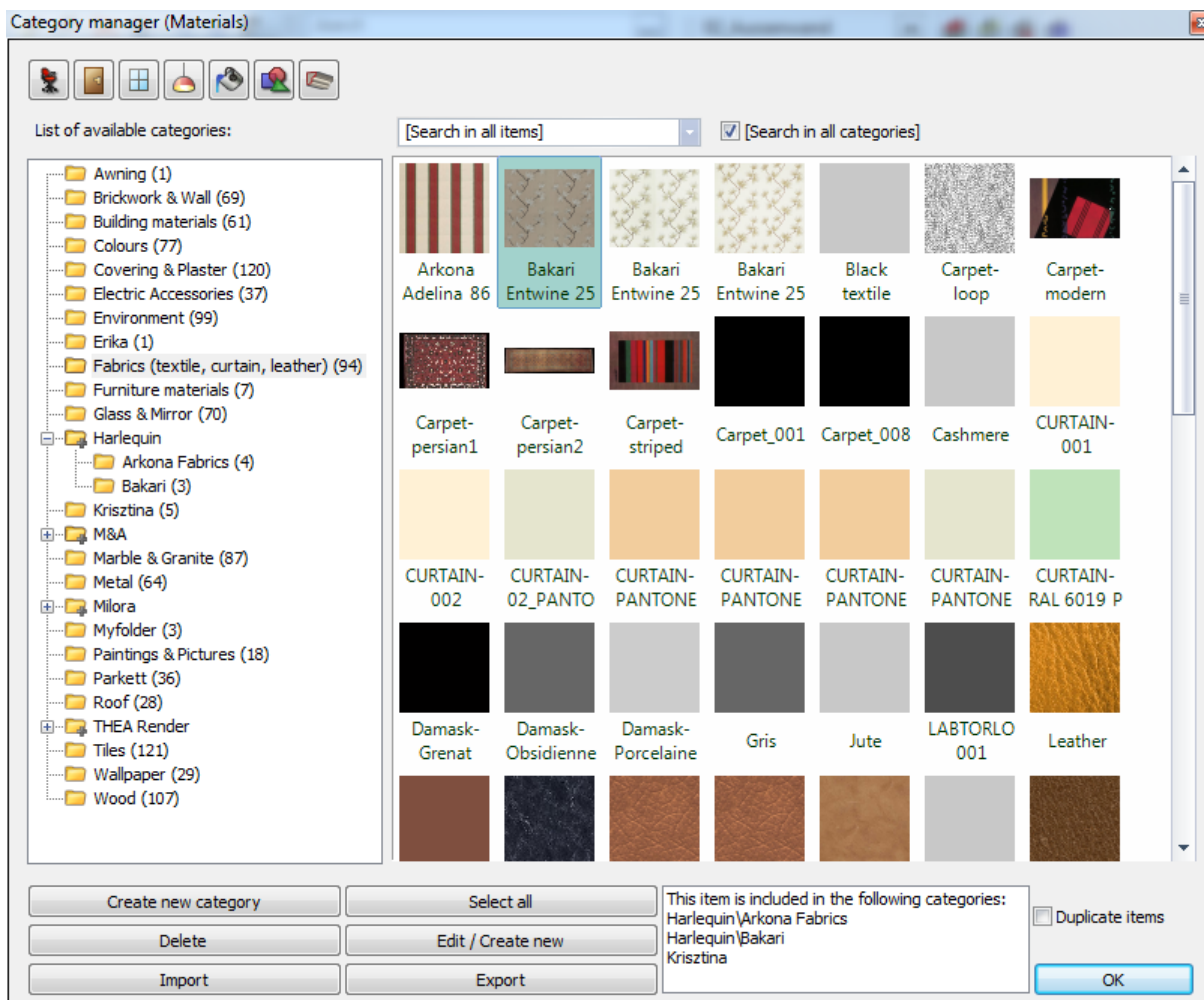 Category manager (Materials)
List of available categories:
[Search in all items]
[Search in all categories]
Awning (1)
Brickwork & Wall (69)
Building materials (61)
Colours (77)
Covering & Plaster (120)
Electric Accessories (37)
Environment (99)
Erika (1)
Fabrics (textile, curtain, leather) (94)
Furniture materials (7)
Glass & Mirror (70)
Harlequin
Arkona Fabrics (4)
Bakari (3)
Krisztina (5)
M&A
Marble & Granite (87)
Metal (64)
Milora
Myfolder (3)
Paintings & Pictures (18)
Parkett (36)
Roof (28)
THEA Render
Tiles (121)
Wallpaper (29)
Wood (107)
Arkona
Adelina 86
Bakari
Entwine 25
Bakari
Entwine 25
Bakari
Entwine 25
Black
textile
Carpet-
loop
Carpet-
modern
Carpet-
persian1
Carpet-
persian2
Carpet-
striped
Carpet_001
Carpet_008
Cashmere
CURTAIN-
001
CURTAIN-
002
CURTAIN-
02_PANTO
CURTAIN-
PANTONE
CURTAIN-
PANTONE
CURTAIN-
PANTONE
CURTAIN-
PANTONE
CURTAIN-
RAL 6019 P
Damask-
Grenat
Damask-
Obsidienne
Damask-
Porcelaine
Gris
Jute
LABTORLO
001
Leather
Create new category
Select all
Delete
Edit / Create new
Import
Export
This item is included in the following categories:
Harlequin\Arkona Fabrics
Harlequin\Bakari
Krisztina
Duplicate items
OK